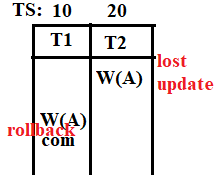 TS: 10 20
T1 T2
lost
W(A) update
W(A)
rollback
com